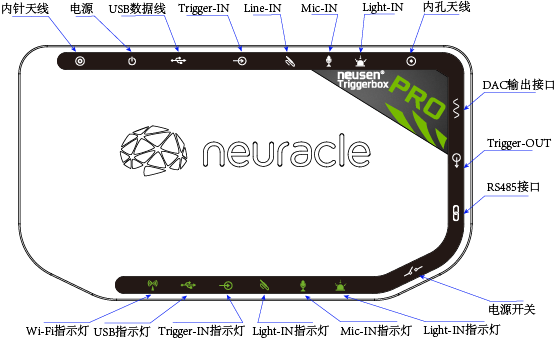 内针天线 电源 USB数据线 Trigger-IN Line-IN Mic-IN Light-IN 内孔天线
neusen®
Triggerbox
PRO
DAC输出接口
neuracle
Trigger-OUT
RS485接口
电源开关
Wi-Fi指示灯 USB指示灯 Trigger-IN指示灯 Light-IN指示灯 Mic-IN指示灯 Light-IN指示灯